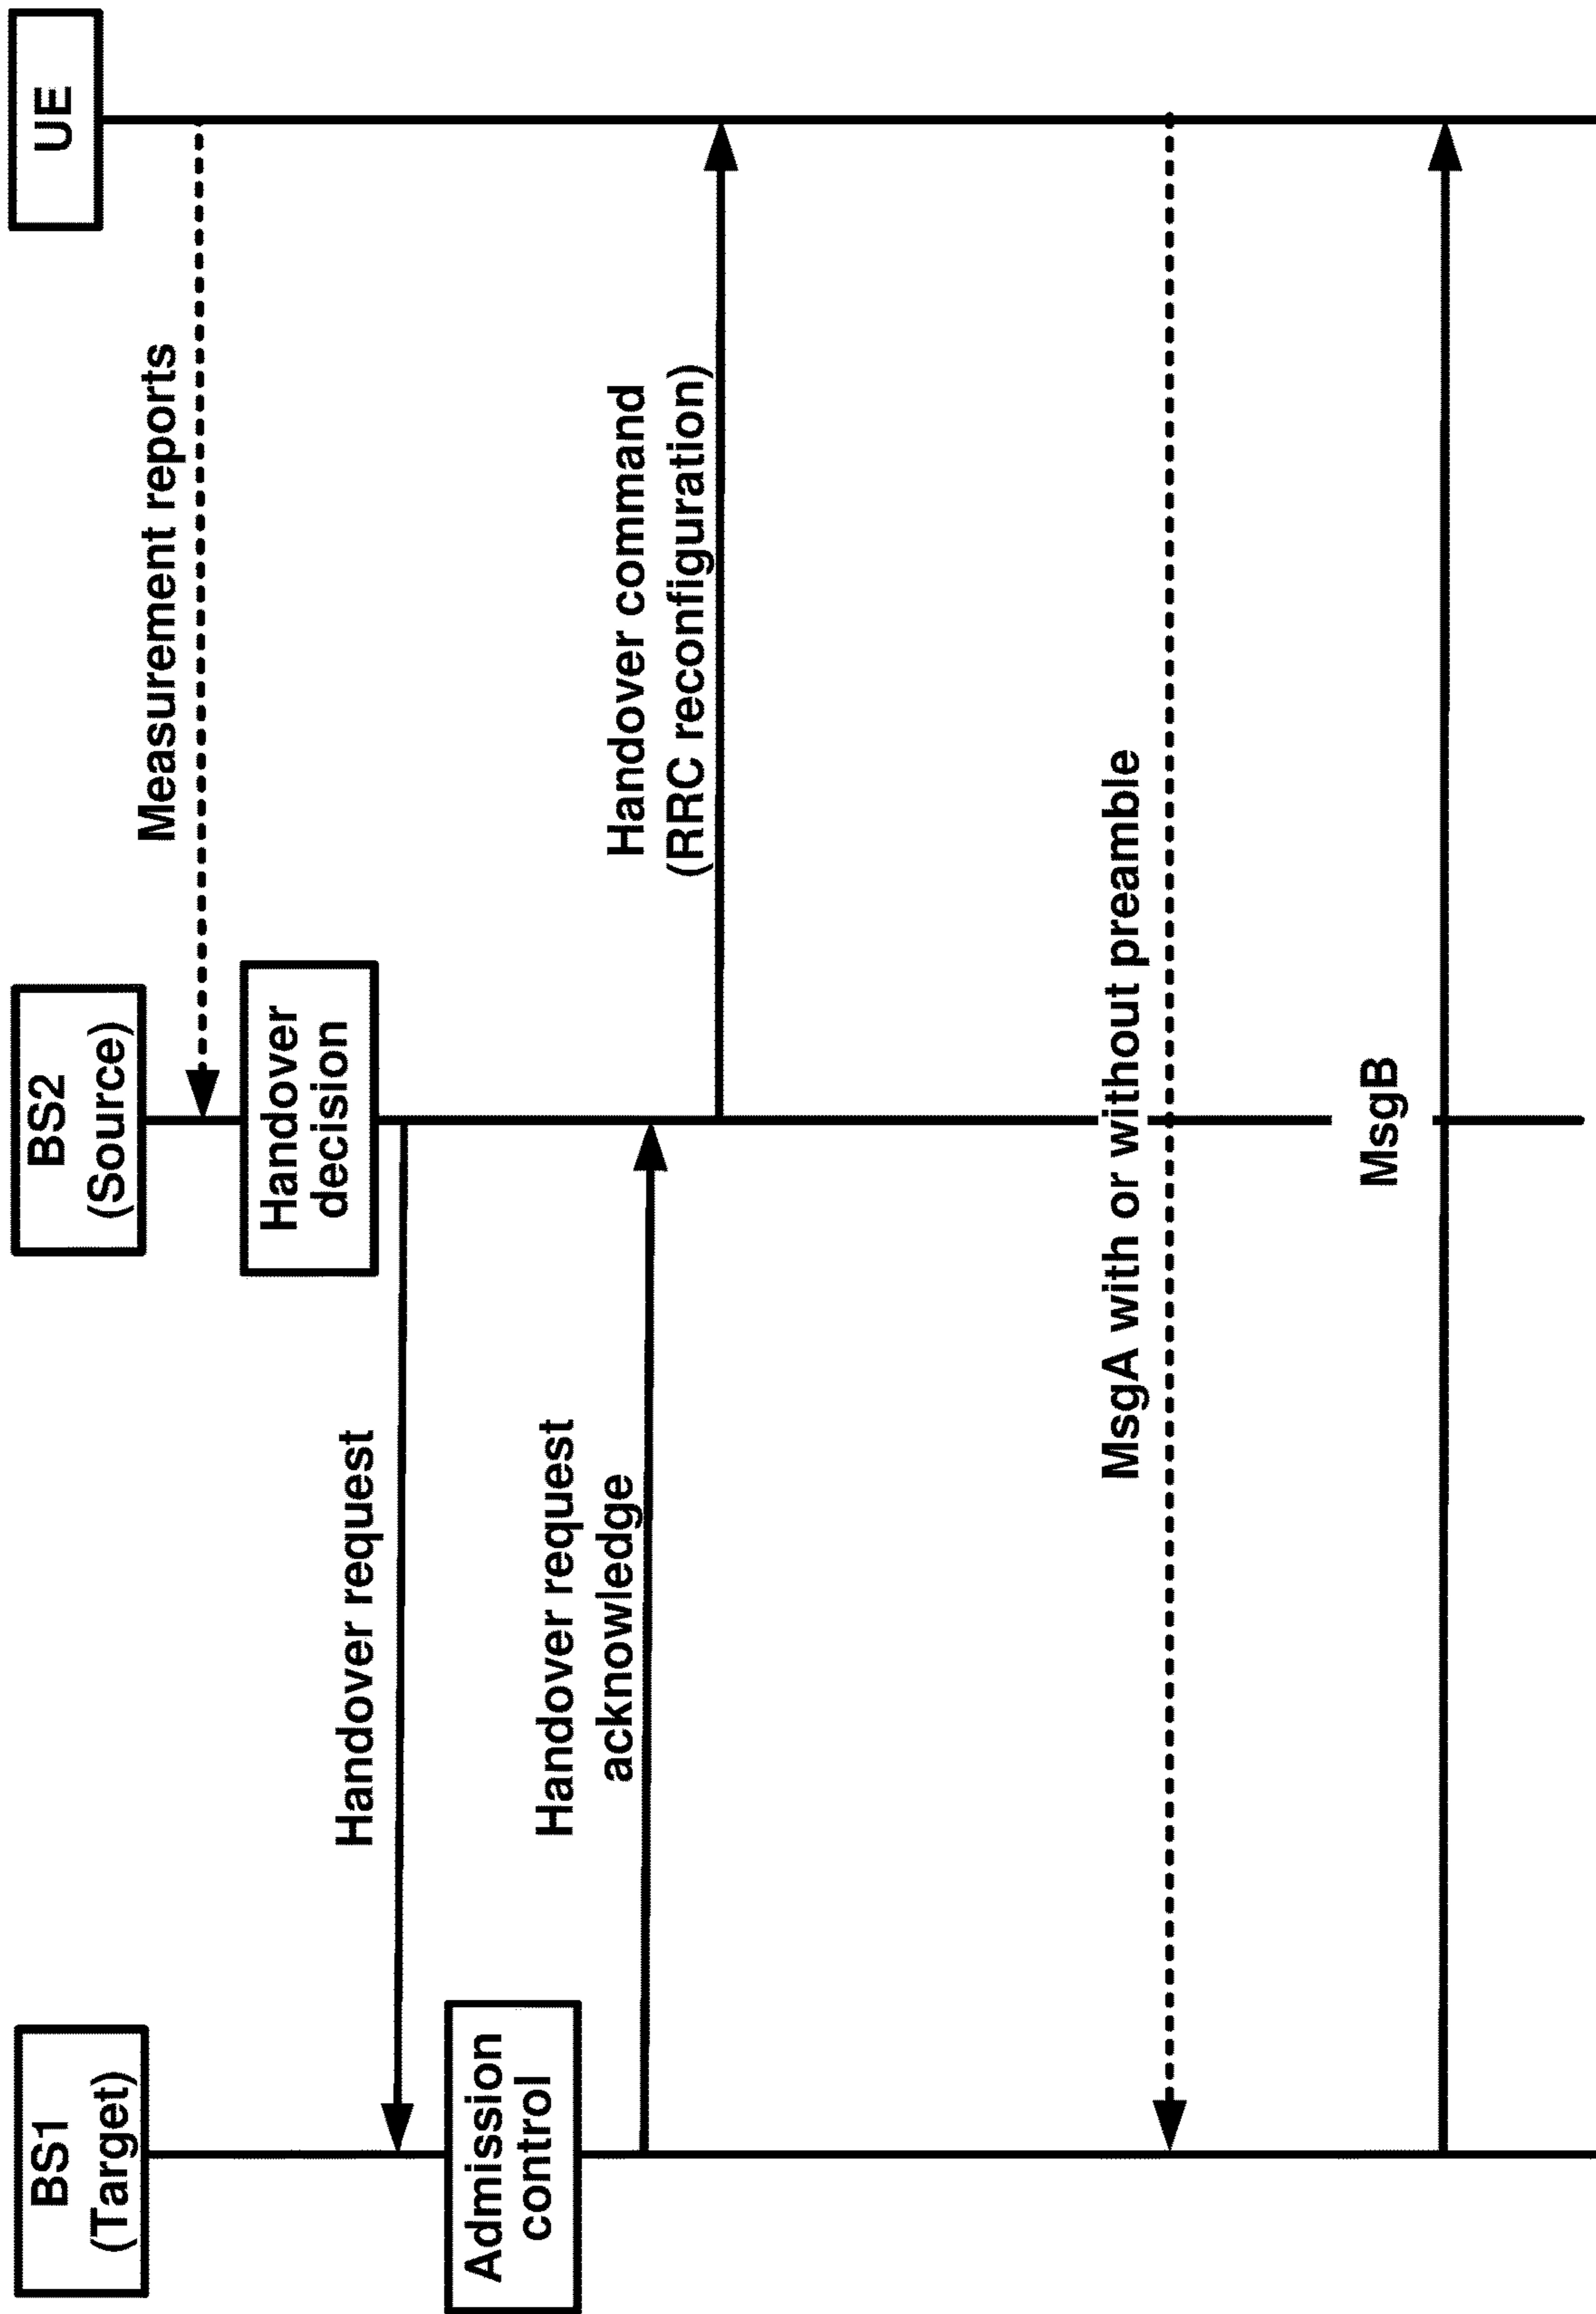 BS1
(Target)
BS2
(Source)
UE
Measurement reports
Handover
decision
Handover request
Admission
control
Handover request
acknowledge
Handover command
(RRC reconfiguration)
MsgA with or without preamble
MsgB